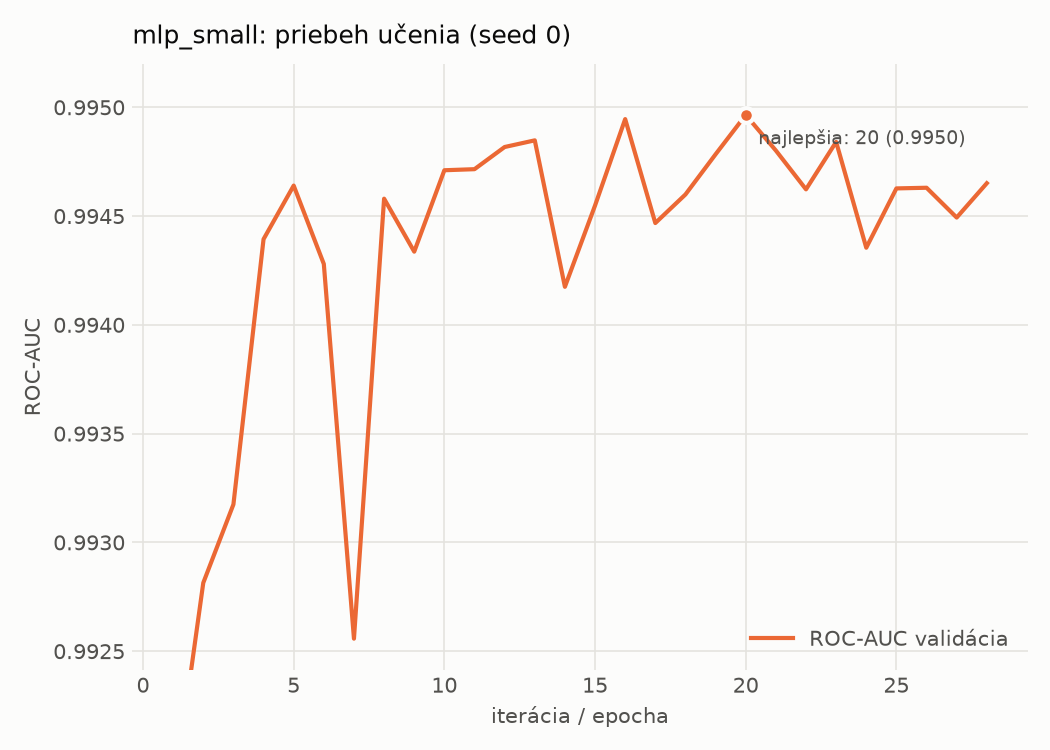 mlp_small: priebeh učenia (seed 0)
0.9950
najlepšia: 20 (0.9950)
0.9945
0.9940
ROC-AUC
0.9935
0.9930
0.9925
ROC-AUC validácia
0 5 10 15 20 25
iterácia / epocha